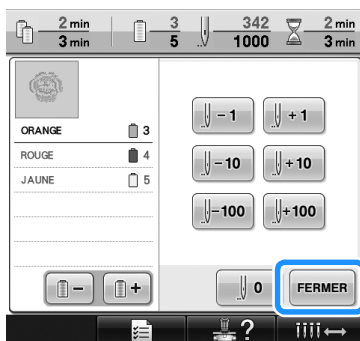 2 min 3 342 2 min
3 min 5 1000 3 min
ORANGE 3
ROUGE 4
JAUNE 5
-1 +1
-10 +10
-100 +100
- + 0 FERMER
?